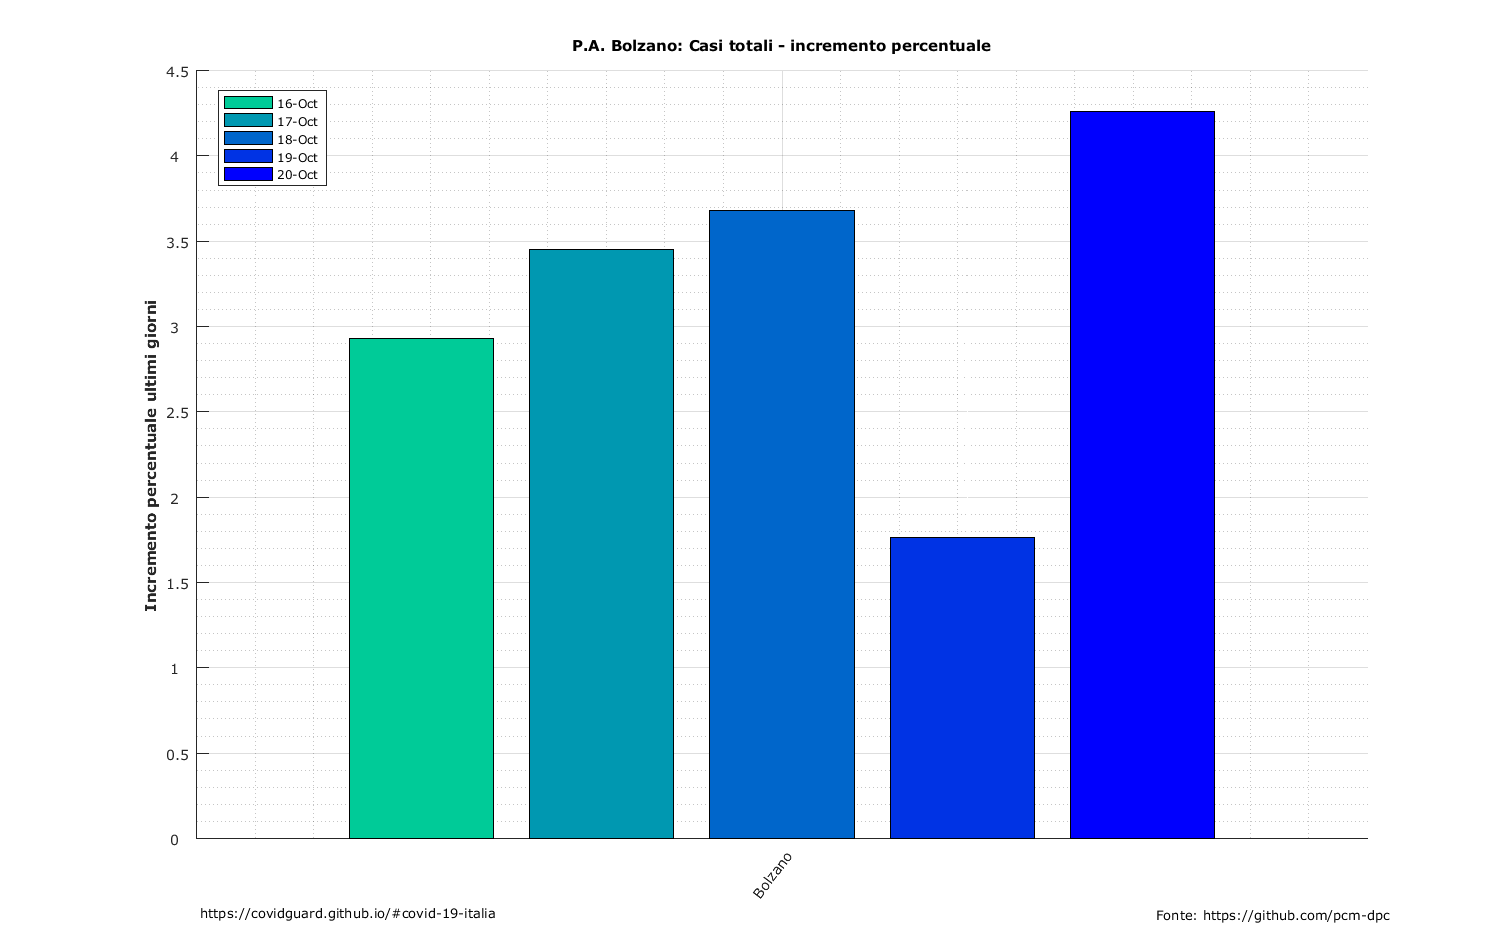 P.A. Bolzano: Casi totali - incremento percentuale
4.5
4
3.5
3
2.5
2
1.5
1
0.5
0
Incremento percentuale ultimi giorni
16-Oct
17-Oct
18-Oct
19-Oct
20-Oct
Bolzano
https://covidguard.github.io/#covid-19-italia
Fonte: https://github.com/pcm-dpc